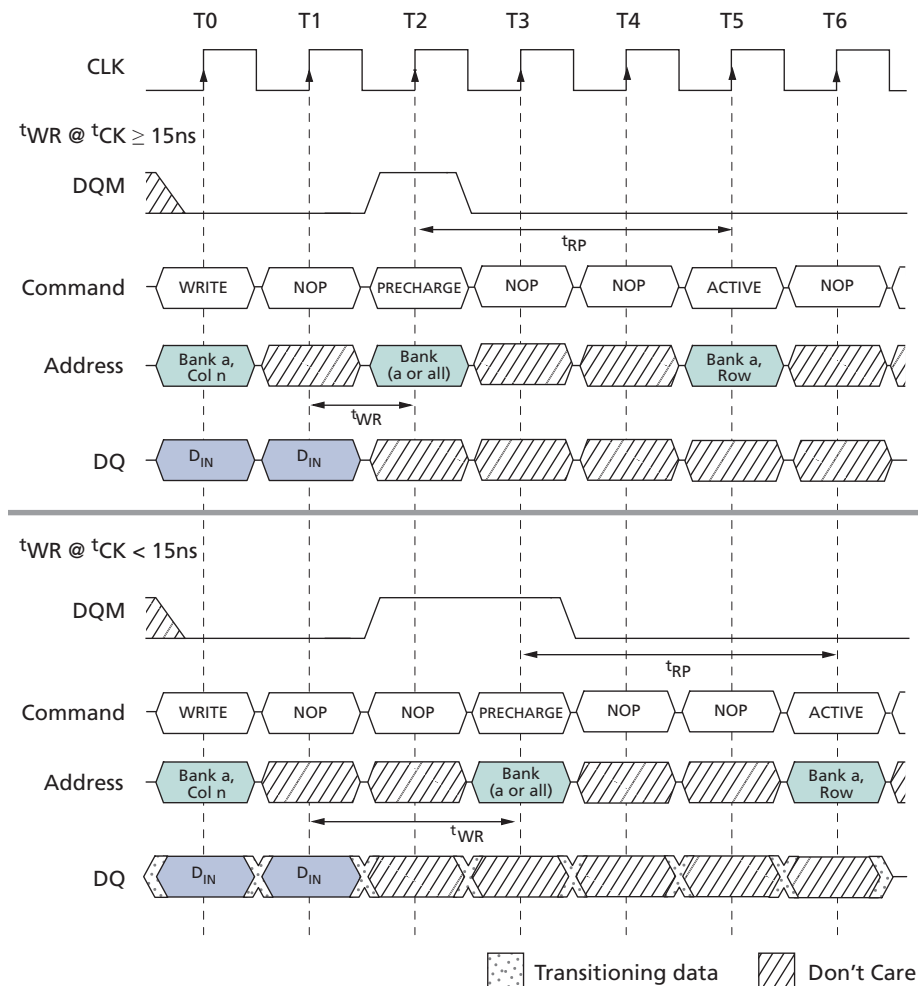 T0 T1 T2 T3 T4 T5 T6
CLK
tWR @ tCK ≥ 15ns
DQM
tRP
Command WRITE NOP PRECHARGE NOP NOP ACTIVE NOP
Address Bank a, Col n Bank (a or all) Bank a, Row
tWR
DQ DIN DIN
tWR @ tCK < 15ns
DQM
tRP
Command WRITE NOP NOP PRECHARGE NOP NOP ACTIVE
Address Bank a, Col n Bank (a or all) Bank a, Row
tWR
DQ DIN DIN
Transitioning data Don't Care